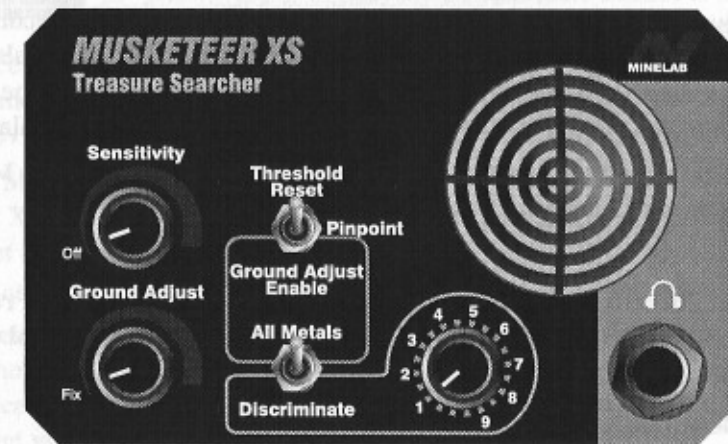 MUSKETEER XS
Treasure Searcher
MINELAB
Sensitivity
Off
Threshold
Reset
Pinpoint
Ground Adjust
Enable
Ground Adjust
Fix
All Metals
Discriminate
1
2
3
4
5
6
7
8
9